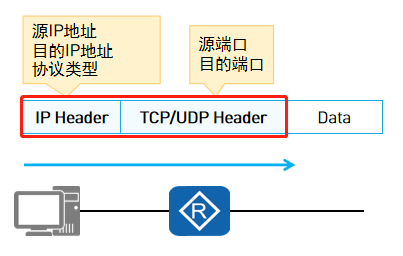 源IP地址
目的IP地址
协议类型
源端口
目的端口
IP Header
TCP/UDP Header
Data
R